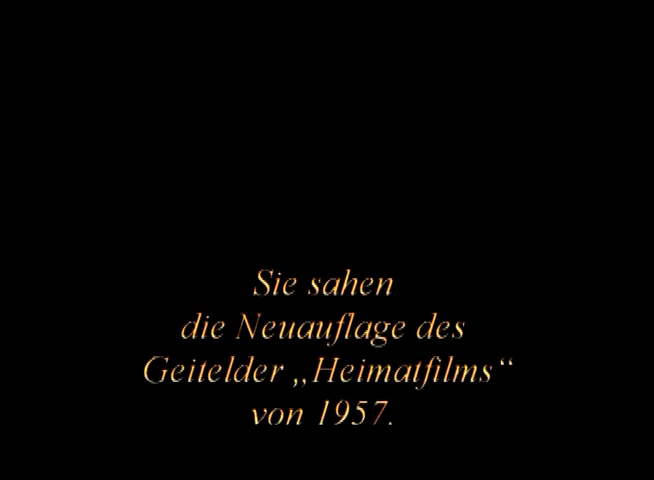 Sie sahen
die Neuauflage des
Geitelder „Heimatfilms“
von 1957.